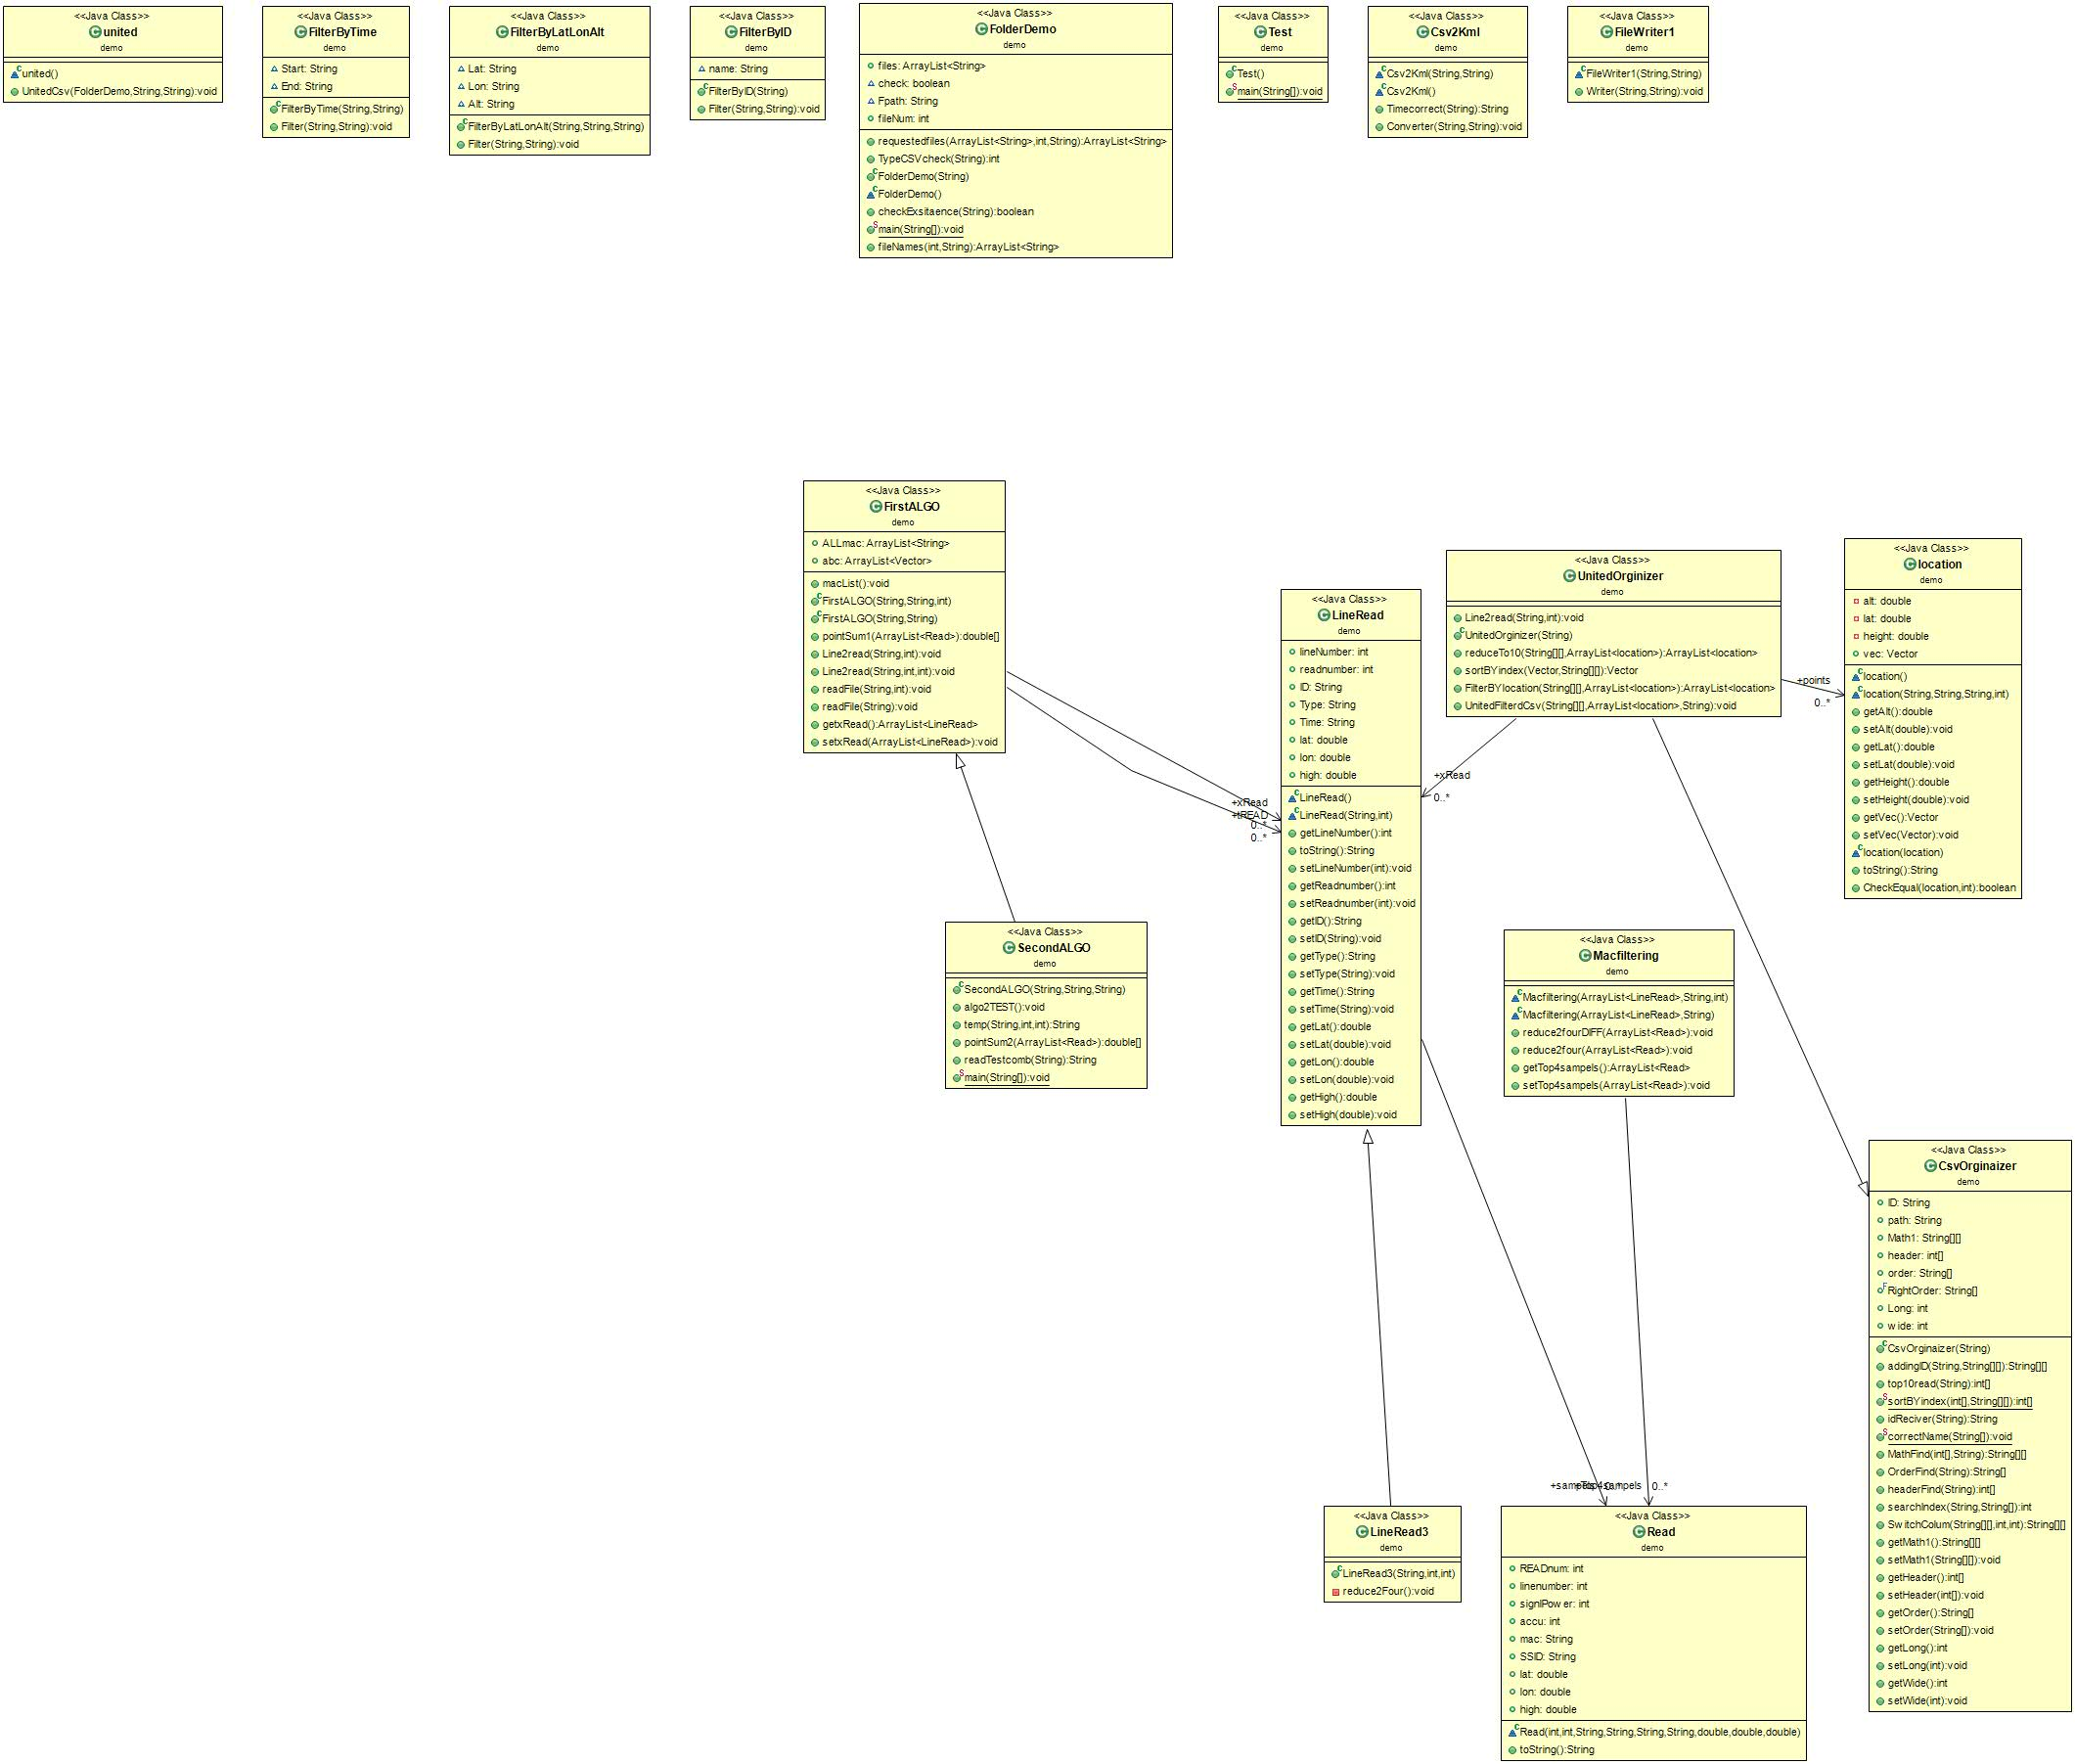 <<Java Class>>
united
demo
united()
UnitedCsv(FolderDemo,String,String):void
<<Java Class>>
FilterByTime
demo
Start: String
End: String
FilterByTime(String,String)
Filter(String,String):void
<<Java Class>>
FilterByLatLonAlt
demo
Lat: String
Lon: String
Alt: String
FilterByLatLonAlt(String,String,String)
Filter(String,String):void
<<Java Class>>
FilterByID
demo
name: String
FilterByID(String)
Filter(String,String):void
<<Java Class>>
FolderDemo
demo
files: ArrayList<String>
check: boolean
Fpath: String
fileNum: int
requestedfiles(ArrayList<String>,int,String):ArrayList<String>
TypeCSVcheck(String):int
FolderDemo(String)
FolderDemo()
checkExsitaence(String):boolean
main(String[]):void
fileNames(int,String):ArrayList<String>
<<Java Class>>
Test
demo
Test()
main(String[]):void
<<Java Class>>
Csv2Kml
demo
Csv2Kml(String,String)
Csv2Kml()
Timecorrect(String):String
Converter(String,String):void
<<Java Class>>
FileWriter1
demo
FileWriter1(String,String)
Writer(String,String):void
<<Java Class>>
FirstALGO
demo
ALLmac: ArrayList<String>
abc: ArrayList<Vector>
macList():void
FirstALGO(String,String,int)
FirstALGO(String,String)
pointSum1(ArrayList<Read>):double[]
Line2read(String,int):void
Line2read(String,int,int):void
readFile(String,int):void
readFile(String):void
getxRead():ArrayList<LineRead>
setxRead(ArrayList<LineRead>):void
+xRead
+tREAD
0..*
0..*
<<Java Class>>
LineRead
demo
lineNumber: int
readnumber: int
ID: String
Type: String
Time: String
lat: double
lon: double
high: double
LineRead()
LineRead(String,int)
getLineNumber():int
toString():String
setLineNumber(int):void
getReadnumber():int
setReadnumber(int):void
getID():String
setID(String):void
getType():String
setType(String):void
getTime():String
setTime(String):void
getLat():double
setLat(double):void
getLon():double
setLon(double):void
getHigh():double
setHigh(double):void
<<Java Class>>
UnitedOrginizer
demo
Line2read(String,int):void
UnitedOrginizer(String)
reduceTo10(String[][],ArrayList<location>):ArrayList<location>
sortBYindex(Vector,String[][]):Vector
FilterBYlocation(String[][],ArrayList<location>):ArrayList<location>
UnitedFilterdCsv(String[][],ArrayList<location>,String):void
+points
0..*
+xRead
0..*
<<Java Class>>
location
demo
alt: double
lat: double
height: double
vec: Vector
location()
location(String,String,String,int)
getAlt():double
setAlt(double):void
getLat():double
setLat(double):void
getHeight():double
setHeight(double):void
getVec():Vector
setVec(Vector):void
location(location)
toString():String
CheckEqual(location,int):boolean
<<Java Class>>
SecondALGO
demo
SecondALGO(String,String,String)
algo2TEST():void
temp(String,int,int):String
pointSum2(ArrayList<Read>):double[]
readTestcomb(String):String
main(String[]):void
<<Java Class>>
Macfiltering
demo
Macfiltering(ArrayList<LineRead>,String,int)
Macfiltering(ArrayList<LineRead>,String)
reduce2fourDIFF(ArrayList<Read>):void
reduce2four(ArrayList<Read>):void
getTop4sampels():ArrayList<Read>
setTop4sampels(ArrayList<Read>):void
<<Java Class>>
CsvOrginaizer
demo
ID: String
path: String
Math1: String[][]
header: int[]
order: String[]
RightOrder: String[]
Long: int
wide: int
CsvOrginaizer(String)
addingID(String,String[][]):String[][]
top10read(String):int[]
sortBYindex(int[],String[][]):int[]
idReciver(String):String
correctName(String[]):void
MathFind(int[],String):String[][]
OrderFind(String):String[]
headerFind(String):int[]
searchIndex(String,String[]):int
SwitchColum(String[][],int,int):String[][]
getMath1():String[][]
setMath1(String[][]):void
getHeader():int[]
setHeader(int[]):void
getOrder():String[]
setOrder(String[]):void
getLong():int
setLong(int):void
getWide():int
setWide(int):void
0..*
<<Java Class>>
LineRead3
demo
LineRead3(String,int,int)
reduce2Four():void
<<Java Class>>
Read
demo
READnum: int
linenumber: int
signlPower: int
accu: int
mac: String
SSID: String
lat: double
lon: double
high: double
Read(int,int,String,String,String,String,double,double,double)
toString():String